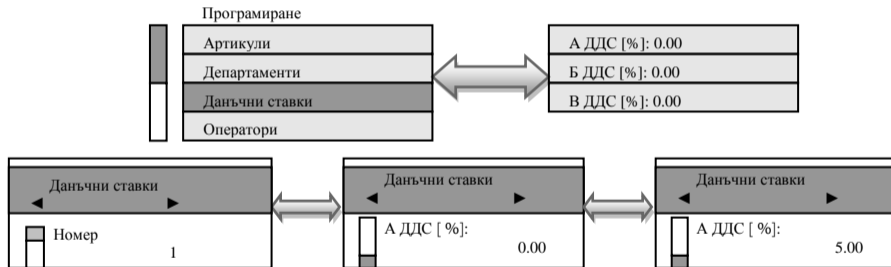 Програмиране
Артикули
Департаменти
Данъчни ставки
Оператори
А ДДС [%]: 0.00
Б ДДС [%]: 0.00
В ДДС [%]: 0.00
Данъчни ставки
Номер
1
Данъчни ставки
А ДДС [ %]:
0.00
Данъчни ставки
А ДДС [ %]:
5.00